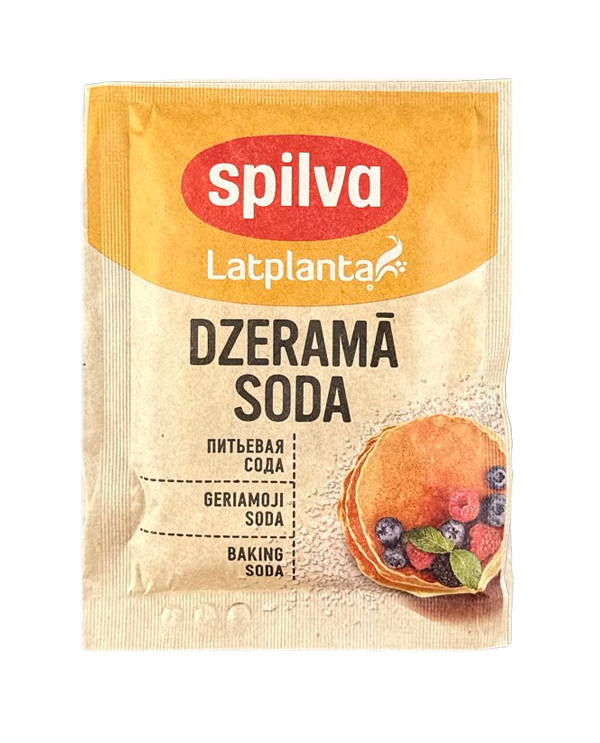 spilva
Latplanta
®
DZERAMĀ
SODA
ПИТЬЕВАЯ
СОДА
GERIAMOJI
SODA
BAKING
SODA